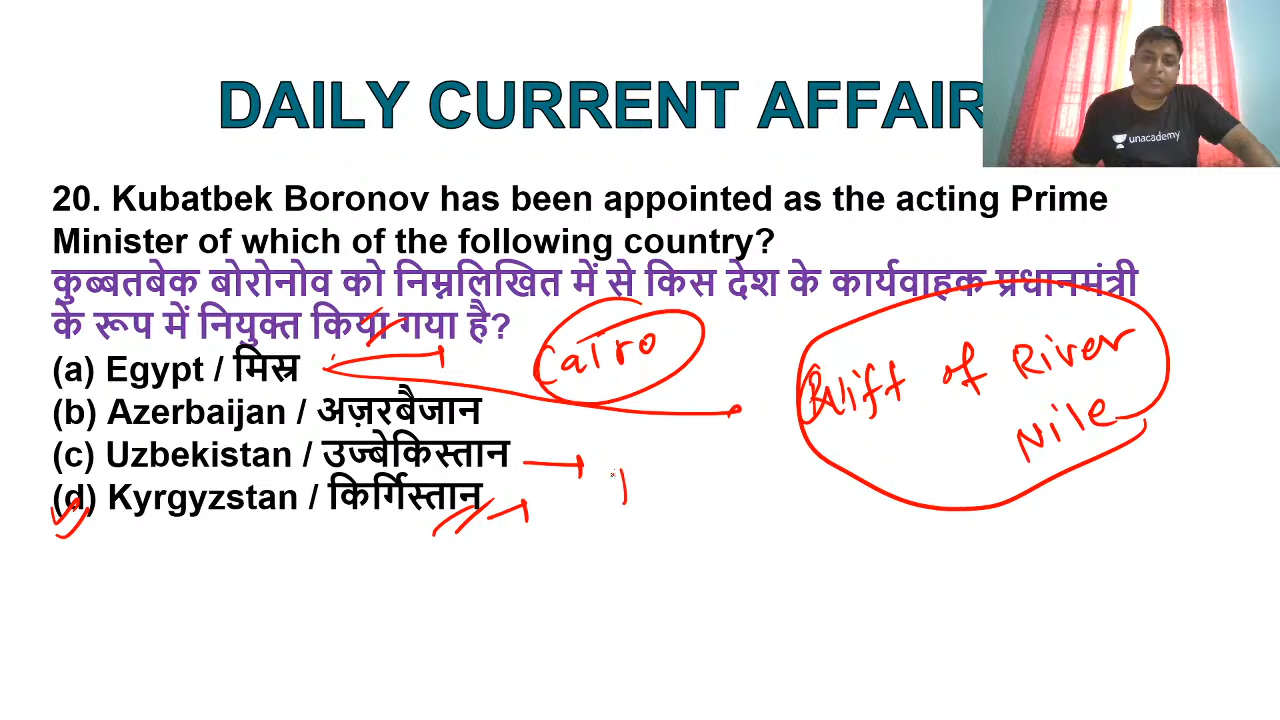 DAILY CURRENT AFFAIR
unacademy
20. Kubatbek Boronov has been appointed as the acting Prime
Minister of which of the following country?
कुब्बतबेक बोरोनोव को निम्नलिखित में से किस देश के कार्यवाहक प्रधानमंत्री
के रूप में नियुक्त किया गया है?
(a) Egypt / मिस्र
Cairo
(b) Azerbaijan / अज़रबैजान
(c) Uzbekistan / उज्बेकिस्तान
(d) Kyrgyzstan / किर्गिस्तान
of River
Nile